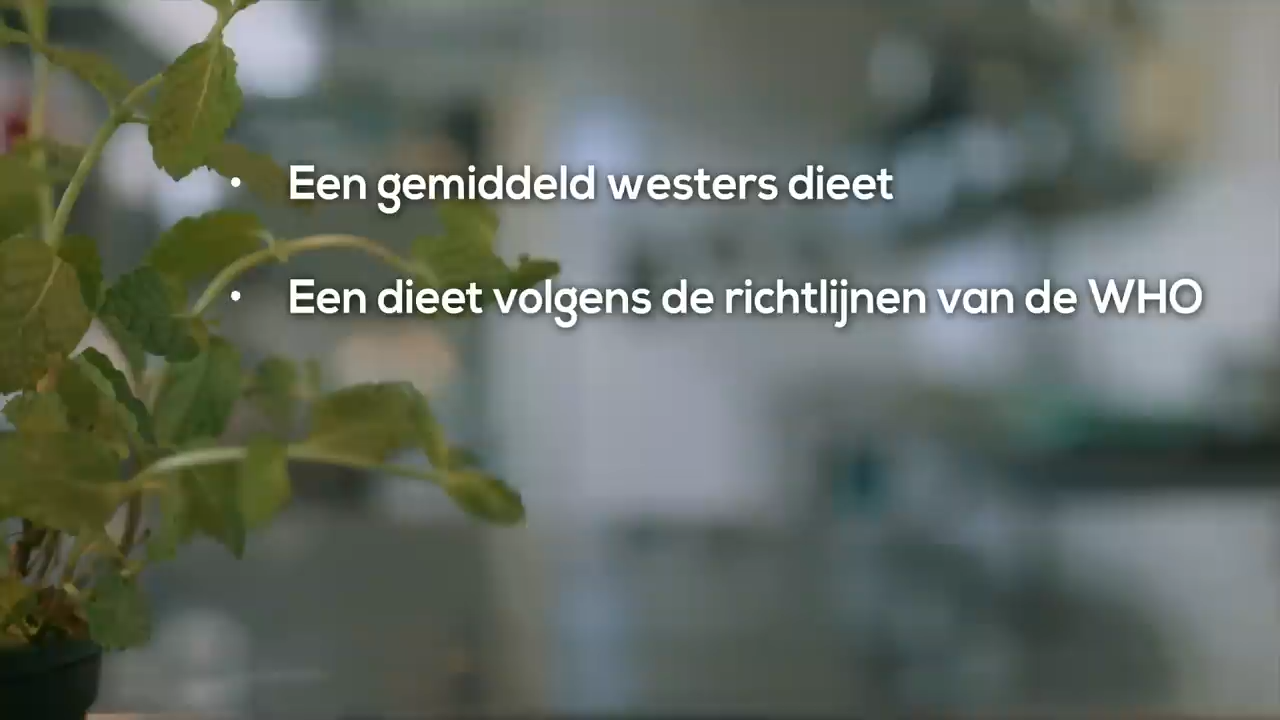 • Een gemiddeld westers dieet
• Een dieet volgens de richtlijnen van de WHO